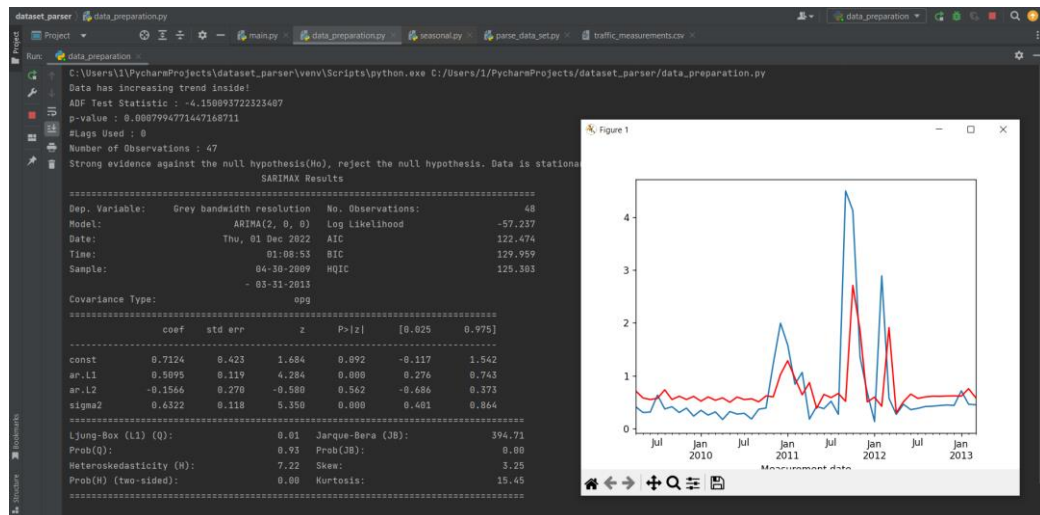 dataset_parser data_preparation.py data_preparation
Project main.py data_preparation.py seasonal.py parse_data_set.py traffic_measurements.csv
Run: data_preparation
C:\Users\1\PycharmProjects\dataset_parser\venv\Scripts\python.exe C:/Users/1/PycharmProjects/dataset_parser/data_preparation.py
Data has increasing trend inside!
ADF Test Statistic : -4.150093722323407
p-value : 0.0007994771447168711
#Lags Used : 0
Number of Observations : 47
Strong evidence against the null hypothesis(Ho), reject the null hypothesis. Data is stationa
SARIMAX Results
==============================================================================
Dep. Variable: Grey bandwidth resolution No. Observations: 48
Model: ARIMA(2, 0, 0) Log Likelihood -57.237
Date: Thu, 01 Dec 2022 AIC 122.474
Time: 01:08:53 BIC 129.959
Sample: 04-30-2009 HQIC 125.303
- 03-31-2013
Covariance Type: opg
==============================================================================
coef std err z P>|z| [0.025 0.975]
------------------------------------------------------------------------------
const 0.7124 0.423 1.684 0.092 -0.117 1.542
ar.L1 0.5095 0.119 4.284 0.000 0.276 0.743
ar.L2 -0.1566 0.270 -0.580 0.562 -0.686 0.373
sigma2 0.6322 0.118 5.350 0.000 0.401 0.864
==============================================================================
Ljung-Box (L1) (Q): 0.01 Jarque-Bera (JB): 394.71
Prob(Q): 0.93 Prob(JB): 0.00
Heteroskedasticity (H): 7.22 Skew: 3.25
Prob(H) (two-sided): 0.00 Kurtosis: 15.45
==============================================================================
Figure 1
4
3
2
1
0
Jul Jan Jul Jan Jul Jan Jul Jan
2010 2011 2012 2013
Measurement date
Project
Bookmarks
Structure